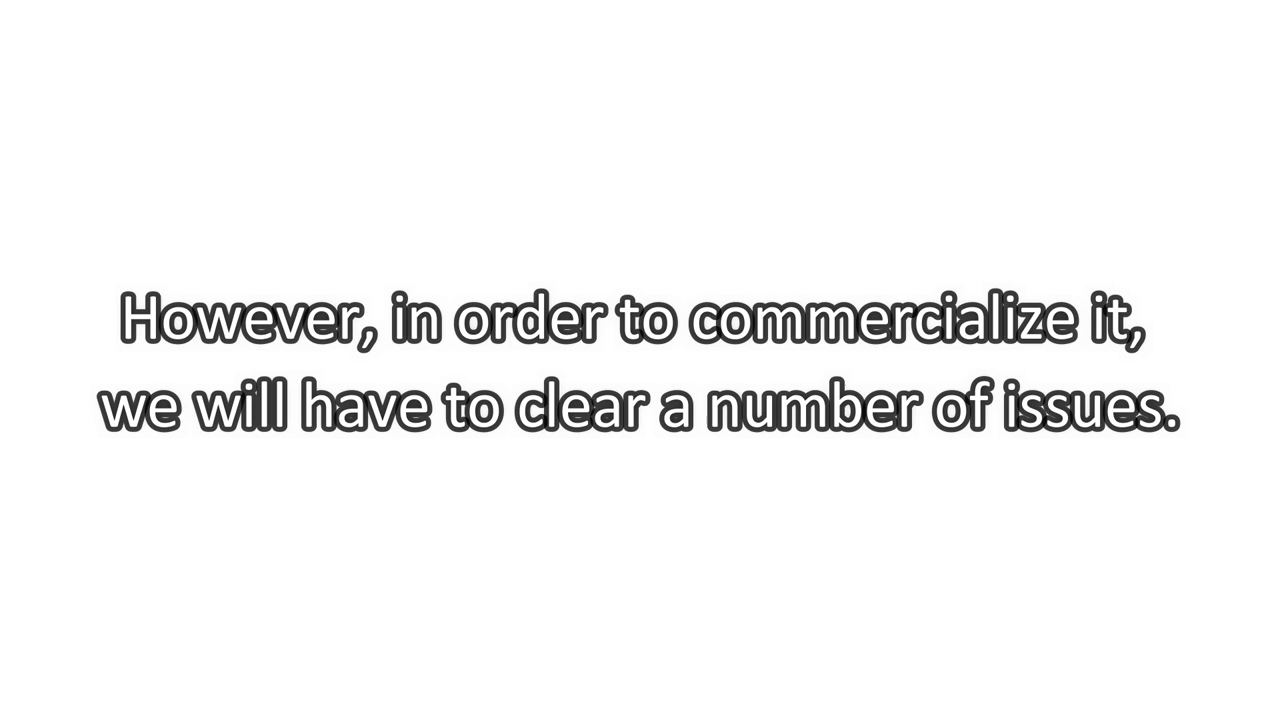 However, in order to commercialize it,
we will have to clear a number of issues.